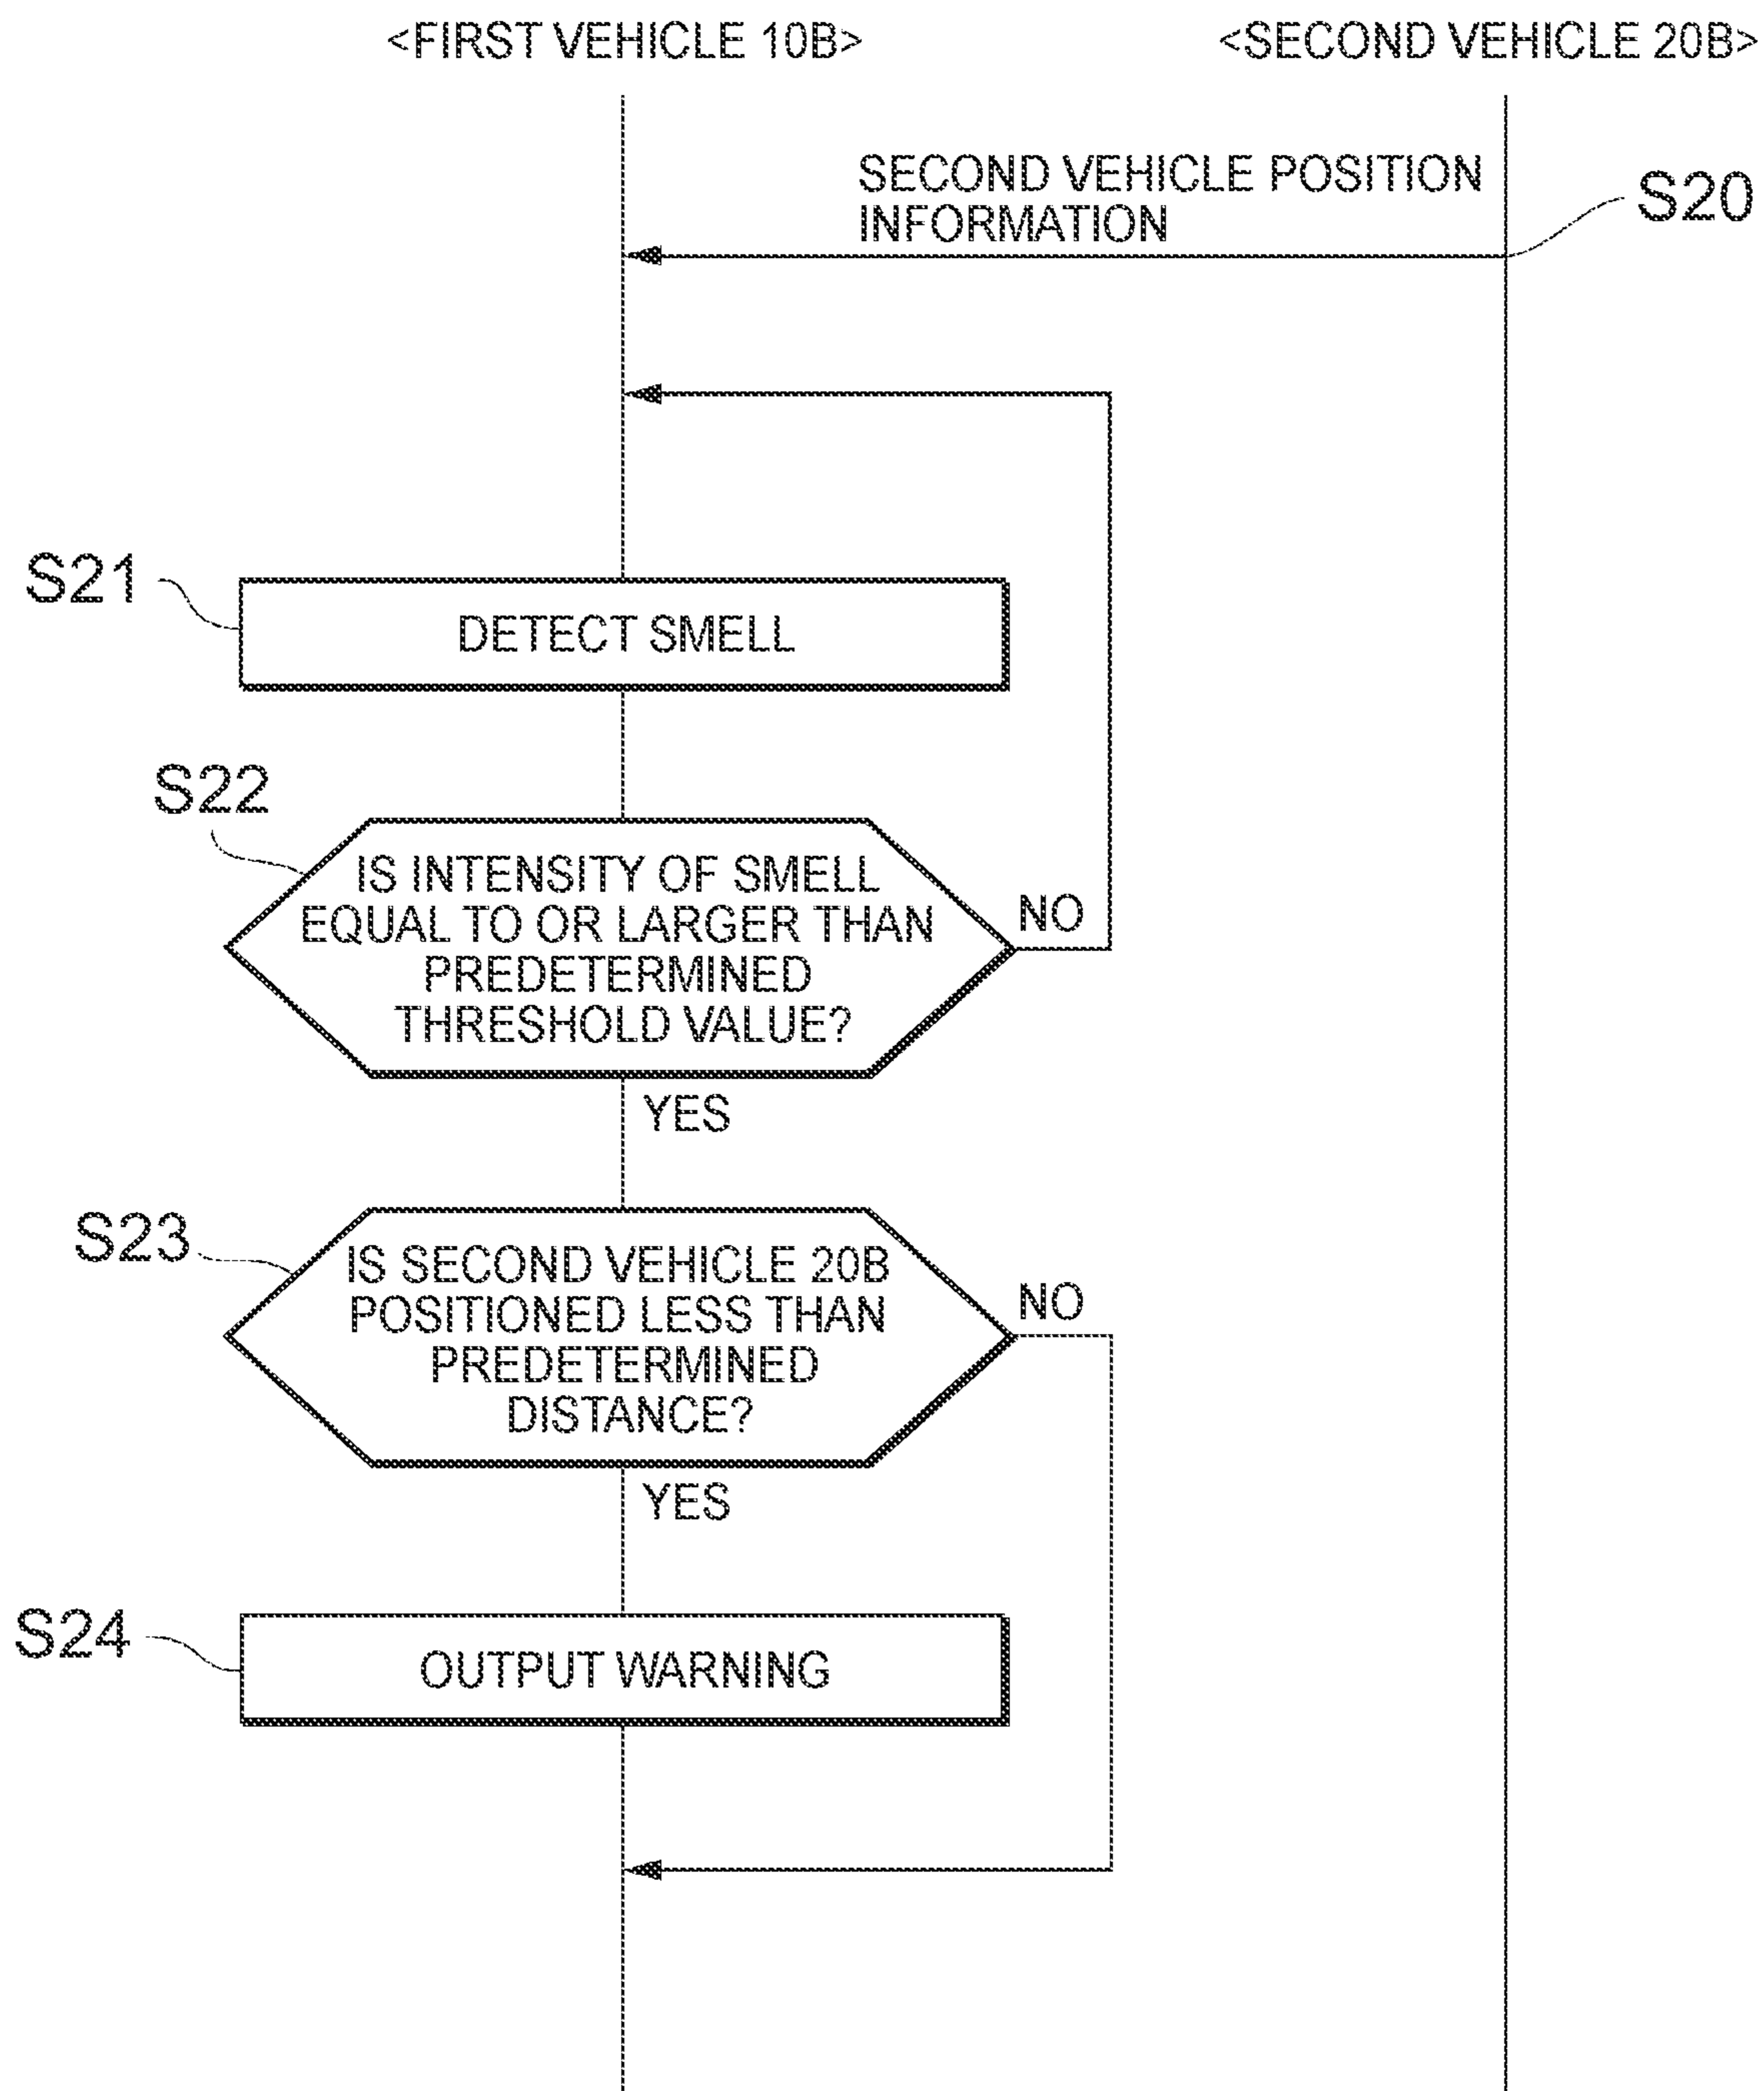 <FIRST VEHICLE 10B>
<SECOND VEHICLE 20B>
SECOND VEHICLE POSITION
INFORMATION
S20
S21
DETECT SMELL
S22
IS INTENSITY OF SMELL
EQUAL TO OR LARGER THAN
PREDETERMINED
THRESHOLD VALUE?
NO
YES
S23
IS SECOND VEHICLE 20B
POSITIONED LESS THAN
PREDETERMINED
DISTANCE?
NO
YES
S24
OUTPUT WARNING